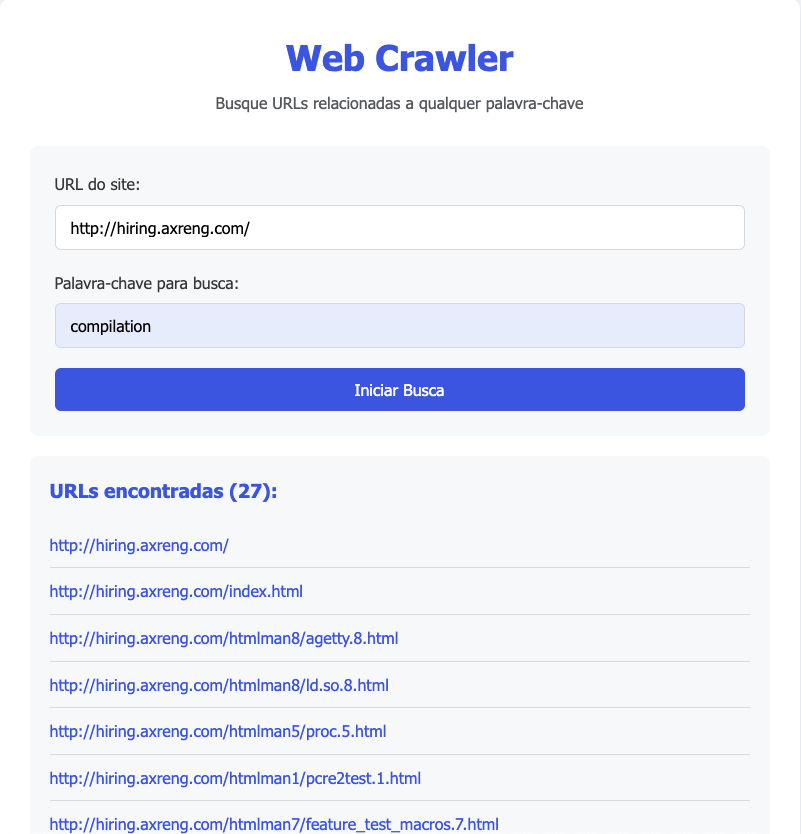 Web Crawler
Busque URLs relacionadas a qualquer palavra-chave
URL do site:
http://hiring.axreng.com/
Palavra-chave para busca:
compilation
Iniciar Busca
URLs encontradas (27):
http://hiring.axreng.com/
http://hiring.axreng.com/index.html
http://hiring.axreng.com/htmlman8/agetty.8.html
http://hiring.axreng.com/htmlman8/ld.so.8.html
http://hiring.axreng.com/htmlman5/proc.5.html
http://hiring.axreng.com/htmlman1/pcre2test.1.html
http://hiring.axreng.com/htmlman7/feature_test_macros.7.html